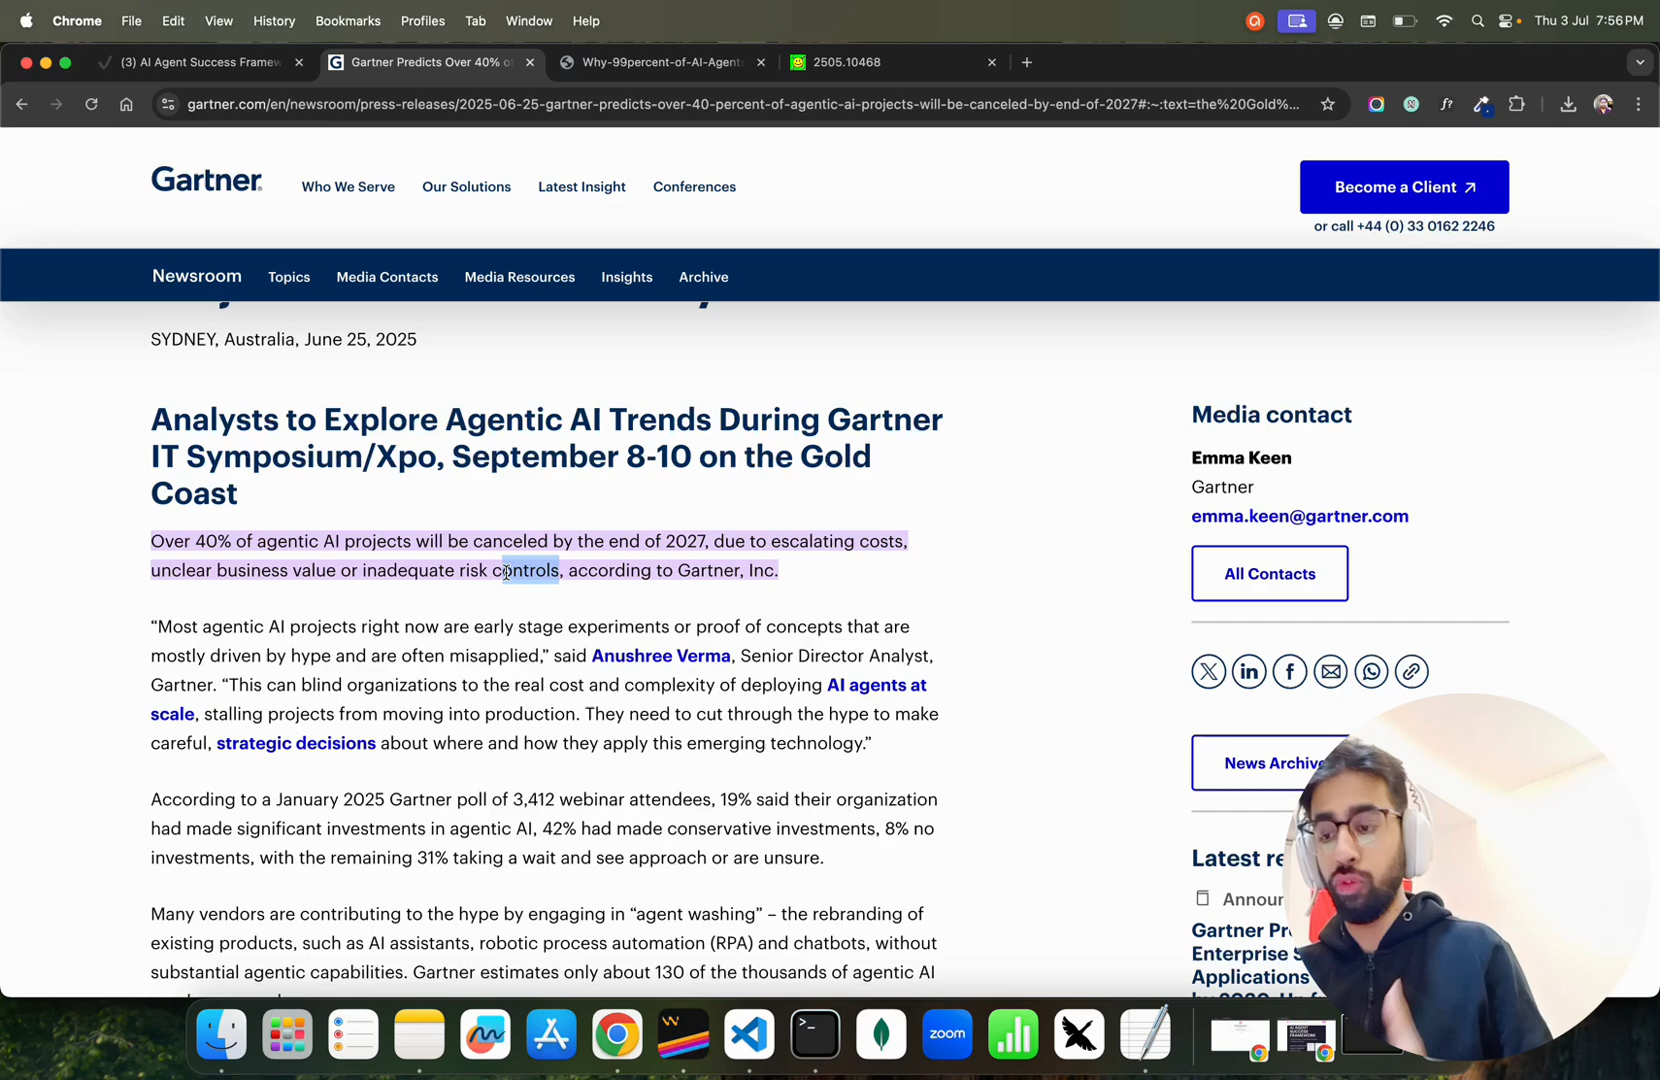 Chrome File Edit View History Bookmarks Profiles Tab Window Help
Thu 3 Jul 7:56PM
(3) AI Agent Success Framew
Gartner Predicts Over 40% of
Why-99percent-of-AI-Agents
2505.10468
gartner.com/en/newsroom/press-releases/2025-06-25-gartner-predicts-over-40-percent-of-agentic-ai-projects-will-be-canceled-by-end-of-2027#:~:text=the%20Gold%...
f?
Gartner
Who We Serve Our Solutions Latest Insight Conferences
Become a Client
or call +44 (0) 33 0162 2246
Newsroom Topics Media Contacts Media Resources Insights Archive
SYDNEY, Australia, June 25, 2025
Analysts to Explore Agentic AI Trends During Gartner
IT Symposium/Xpo, September 8-10 on the Gold
Coast
Over 40% of agentic AI projects will be canceled by the end of 2027, due to escalating costs,
unclear business value or inadequate risk controls, according to Gartner, Inc.
“Most agentic AI projects right now are early stage experiments or proof of concepts that are
mostly driven by hype and are often misapplied,” said Anushree Verma, Senior Director Analyst,
Gartner. “This can blind organizations to the real cost and complexity of deploying AI agents at
scale, stalling projects from moving into production. They need to cut through the hype to make
careful, strategic decisions about where and how they apply this emerging technology.”
According to a January 2025 Gartner poll of 3,412 webinar attendees, 19% said their organization
had made significant investments in agentic AI, 42% had made conservative investments, 8% no
investments, with the remaining 31% taking a wait and see approach or are unsure.
Many vendors are contributing to the hype by engaging in “agent washing” – the rebranding of
existing products, such as AI assistants, robotic process automation (RPA) and chatbots, without
substantial agentic capabilities. Gartner estimates only about 130 of the thousands of agentic AI
Media contact
Emma Keen
Gartner
emma.keen@gartner.com
All Contacts
News Archive
Latest re
Announ
Gartner Pr
Enterprise S
Applications
zoom